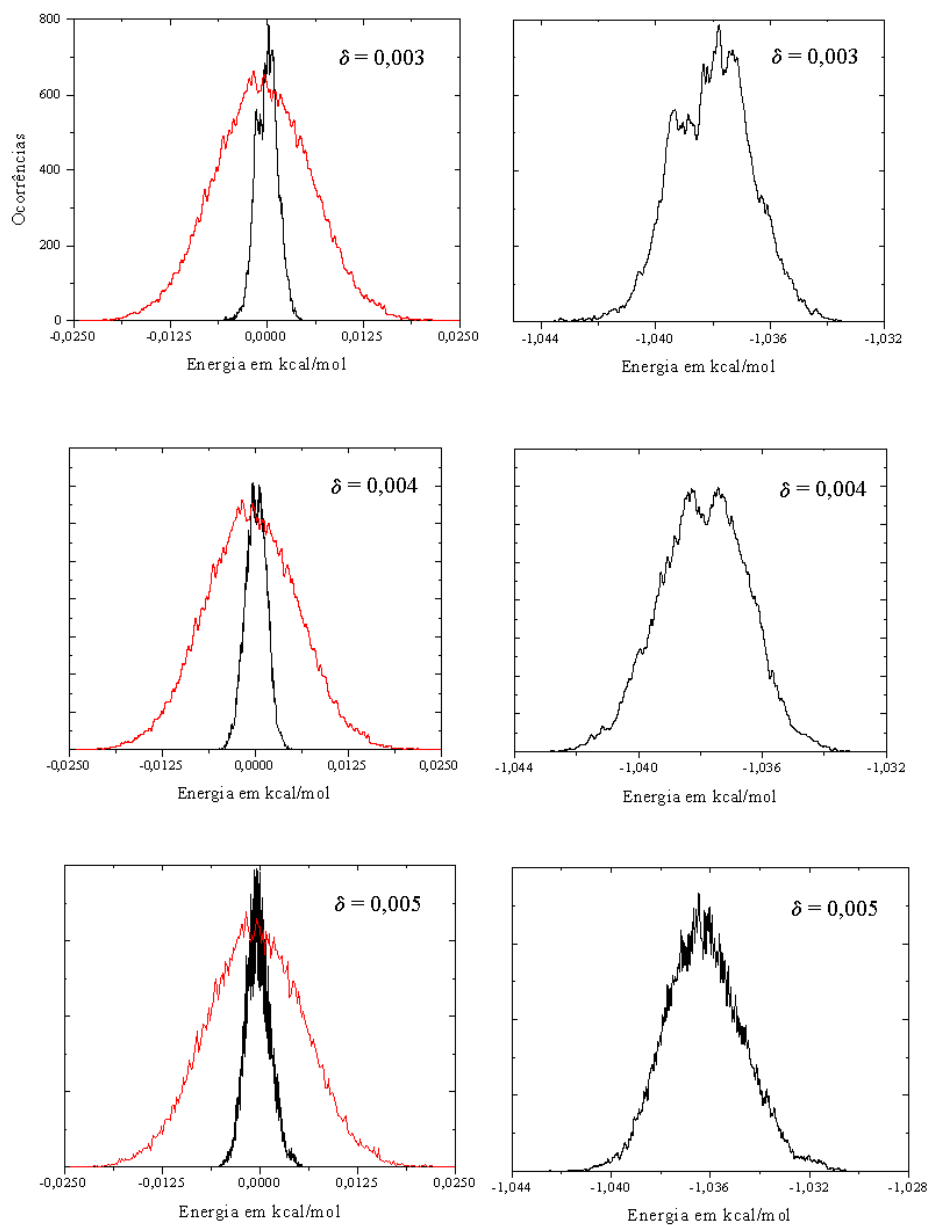 800
600
400
200
0
Ocorrências
δ = 0,003
-0,0250 -0,0125 0,0000 0,0125 0,0250
Energia em kcal/mol
δ = 0,003
-1,044 -1,040 -1,036 -1,032
Energia em kcal/mol
δ = 0,004
-0,0250 -0,0125 0,0000 0,0125 0,0250
Energia em kcal/mol
δ = 0,004
-1,044 -1,040 -1,036 -1,032
Energia em kcal/mol
δ = 0,005
-0,0250 -0,0125 0,0000 0,0125 0,0250
Energia em kcal/mol
δ = 0,005
-1,044 -1,040 -1,036 -1,032 -1,028
Energia em kcal/mol